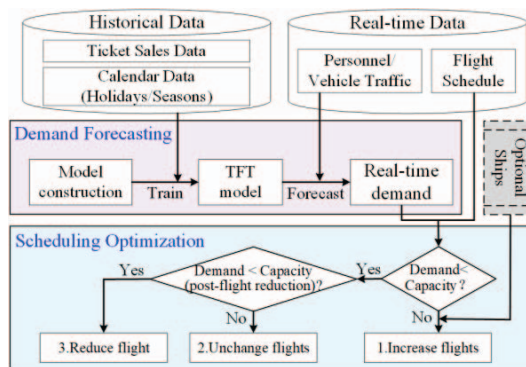 Historical Data
Ticket Sales Data
Calendar Data
(Holidays/Seasons)
Real-time Data
Personnel/
Vehicle Traffic
Flight
Schedule
Demand Forecasting
Model
construction
Train
TFT
model
Forecast
Real-time
demand
Optional
Ships
Scheduling Optimization
Demand<
Capacity?
Yes
No
Demand < Capacity
(post-flight reduction)?
Yes
No
3.Reduce flight
2.Unchange flights
1.Increase flights